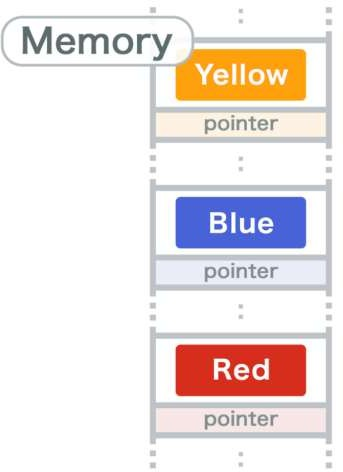 Memory
Yellow
pointer
Blue
pointer
Red
pointer